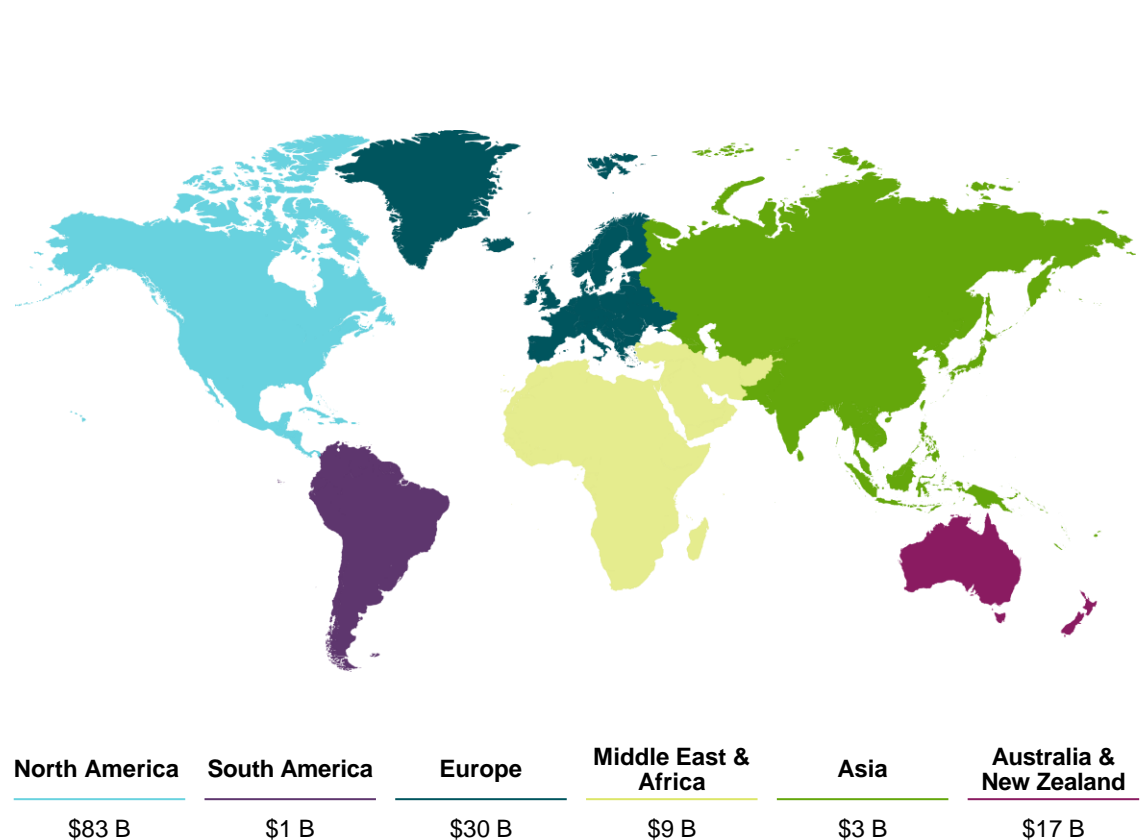 North America
South America
Europe
Middle East &
Africa
Asia
Australia &
New Zealand
$83 B
$1 B
$30 B
$9 B
$3 B
$17 B